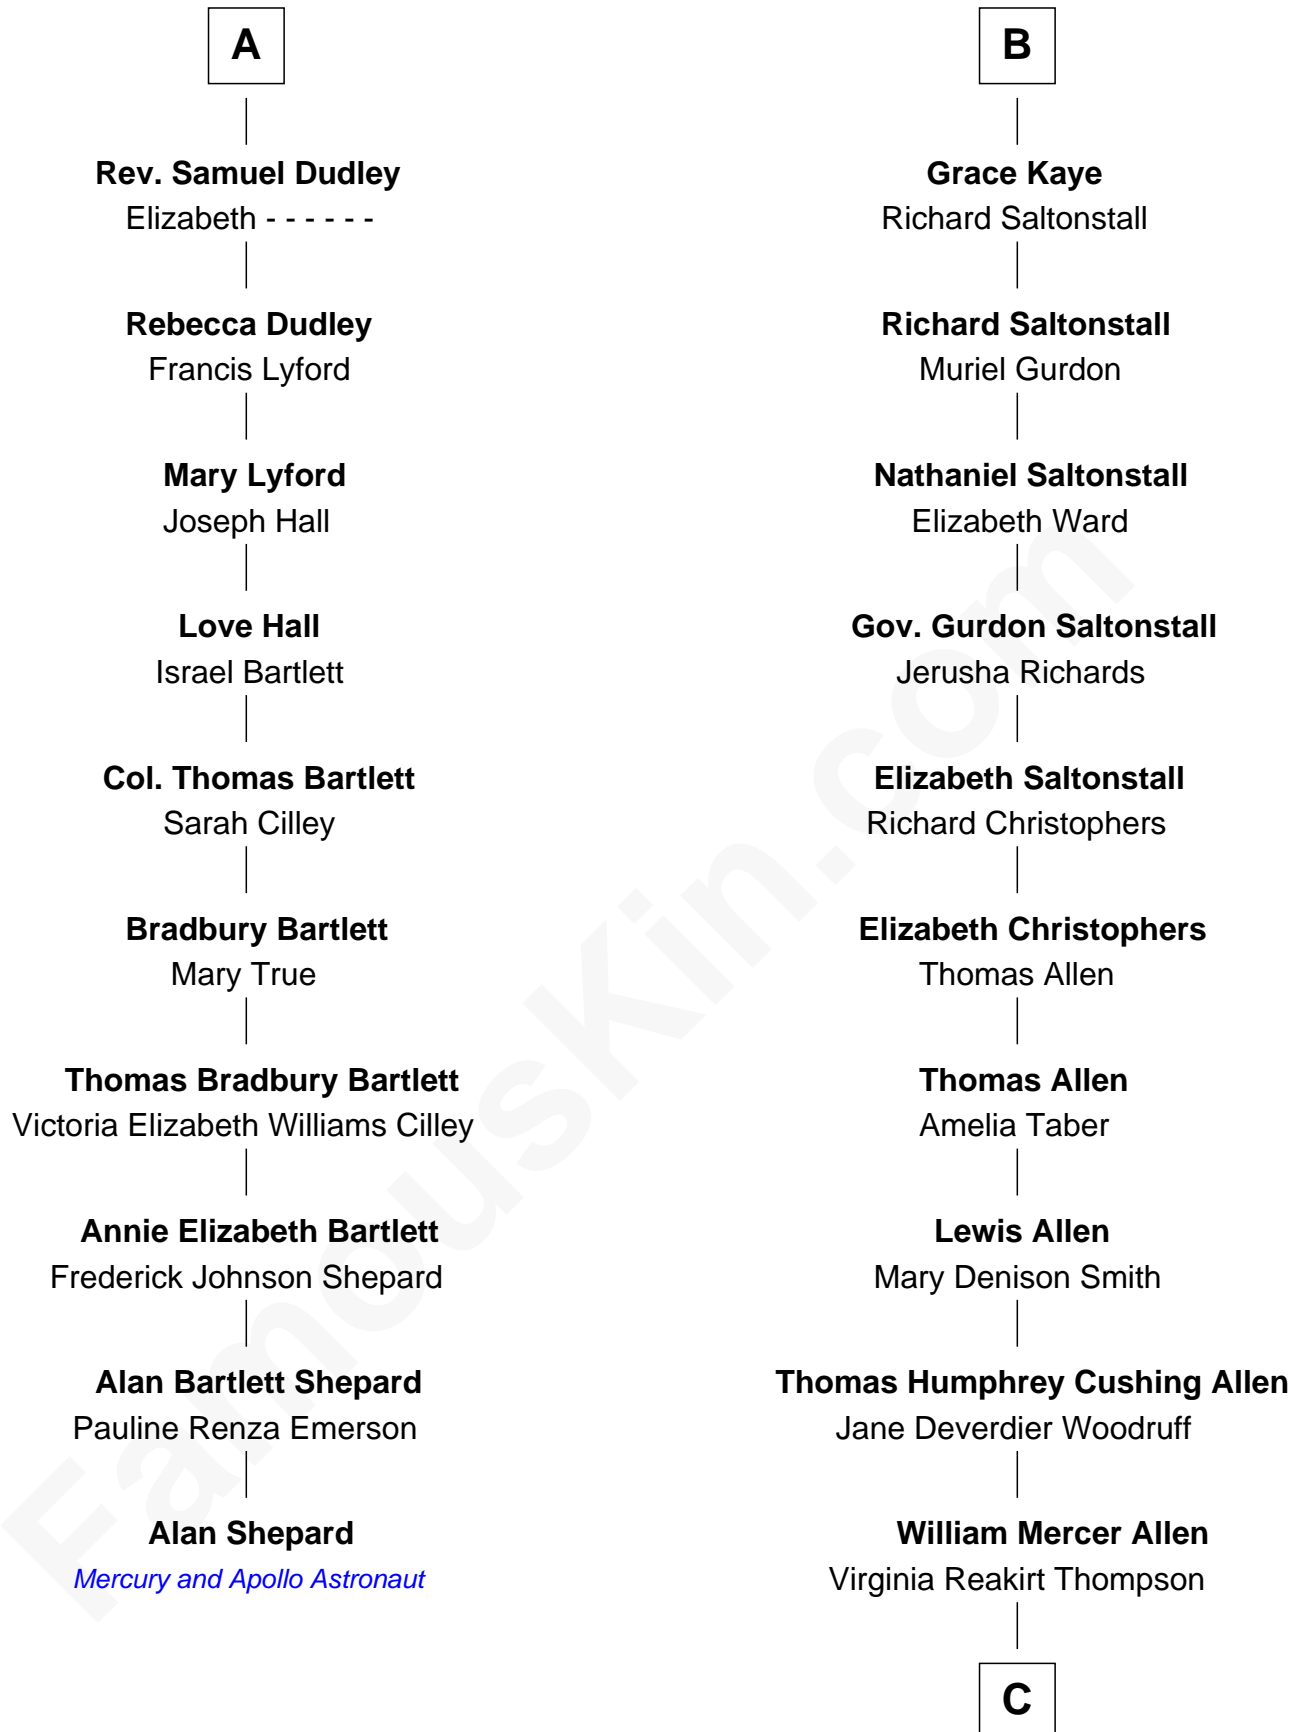 A
Rev. Samuel Dudley
Elizabeth - - - - - -
Rebecca Dudley
Francis Lyford
Mary Lyford
Joseph Hall
Love Hall
Israel Bartlett
Col. Thomas Bartlett
Sarah Cilley
Bradbury Bartlett
Mary True
Thomas Bradbury Bartlett
Victoria Elizabeth Williams Cilley
Annie Elizabeth Bartlett
Frederick Johnson Shepard
Alan Bartlett Shepard
Pauline Renza Emerson
Alan Shepard
Mercury and Apollo Astronaut
B
Grace Kaye
Richard Saltonstall
Richard Saltonstall
Muriel Gurdon
Nathaniel Saltonstall
Elizabeth Ward
Gov. Gurdon Saltonstall
Jerusha Richards
Elizabeth Saltonstall
Richard Christophers
Elizabeth Christophers
Thomas Allen
Thomas Allen
Amelia Taber
Lewis Allen
Mary Denison Smith
Thomas Humphrey Cushing Allen
Jane Deverdier Woodruff
William Mercer Allen
Virginia Reakirt Thompson
C
FamousKin.com